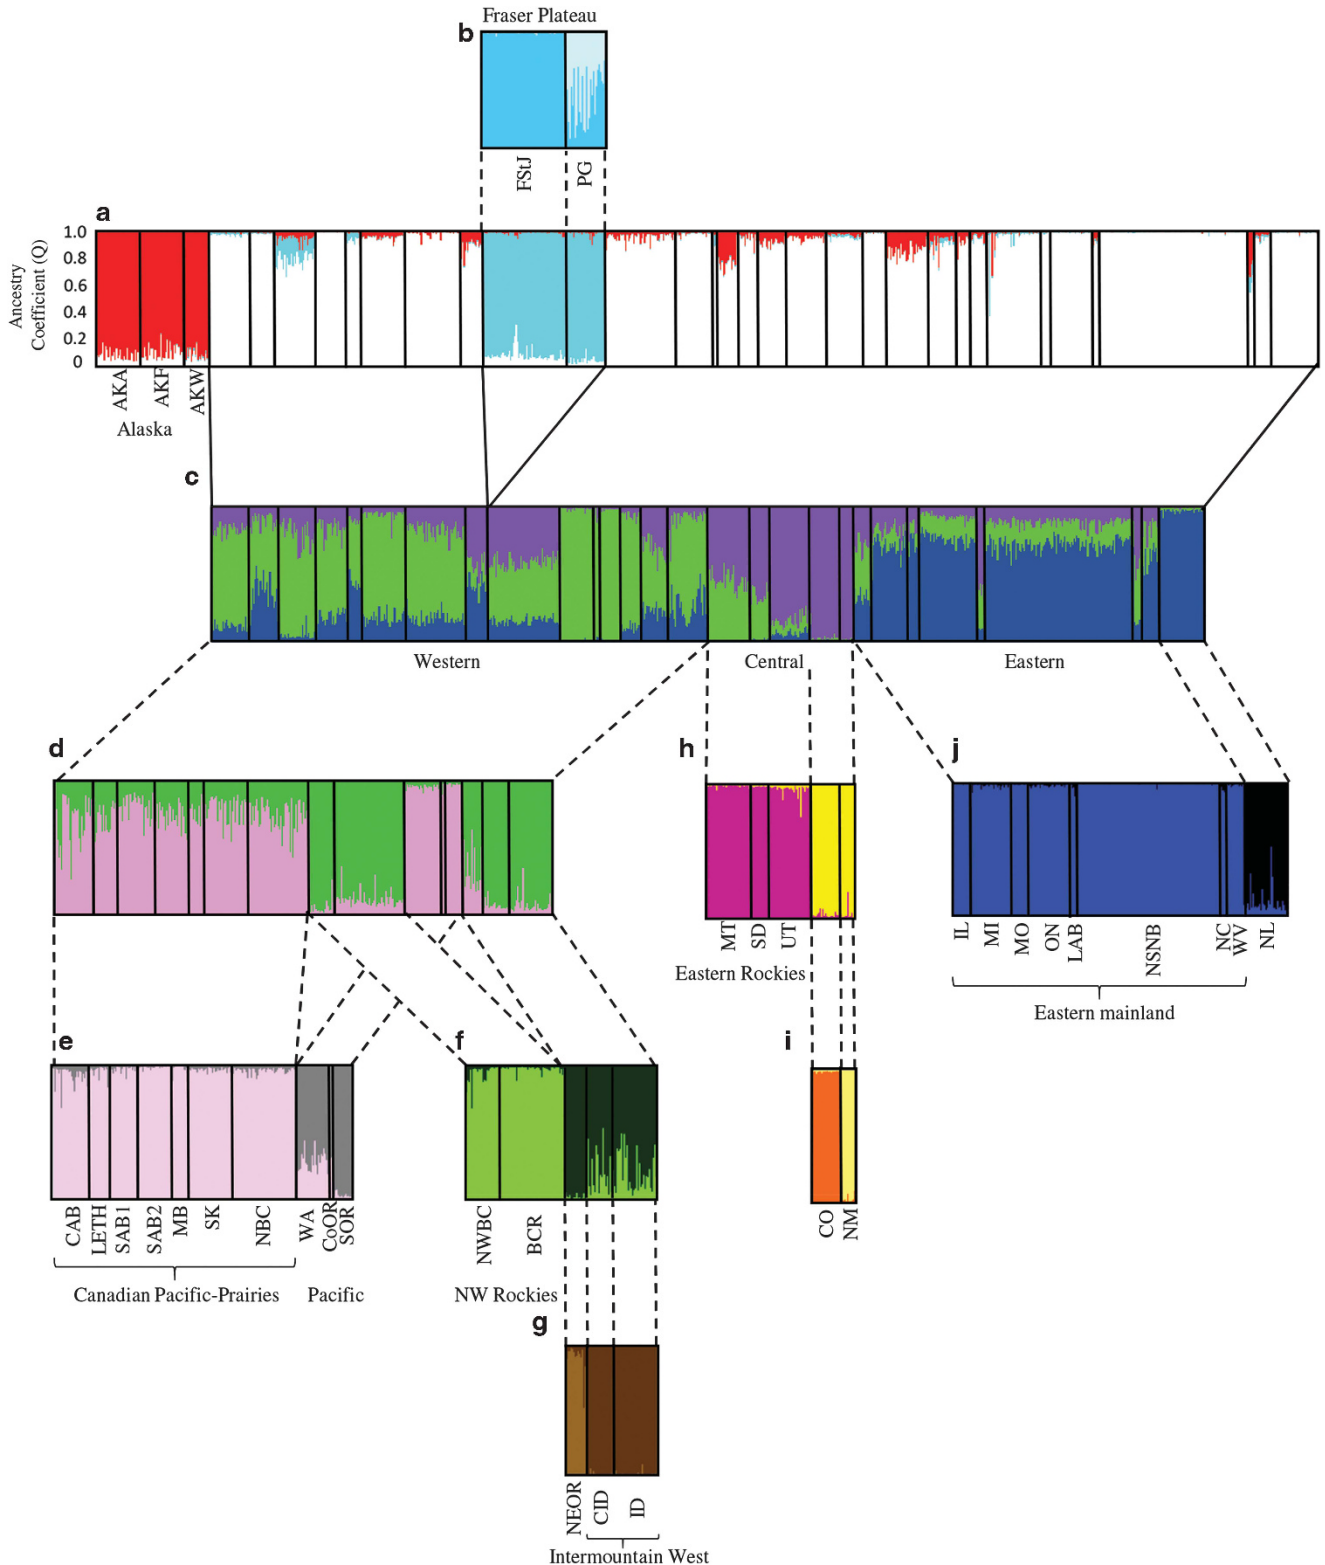 Fraser Plateau
b
FStJ
PG
a
Ancestry
Coefficient (Q)
1.0
0.8
0.6
0.4
0.2
0
AKA
AKF
AKW
Alaska
c
Western
Central
Eastern
d
h
j
MT
SD
UT
Eastern Rockies
IL
MI
MO
ON
LAB
NSNB
NC
WV
NL
Eastern mainland
e
f
i
CAB
LETH
SAB1
SAB2
MB
SK
NBC
WA
CoOR
SOR
Canadian Pacific-Prairies
Pacific
NWBC
BCR
NW Rockies
CO
NM
g
NEOR
CID
ID
Intermountain West